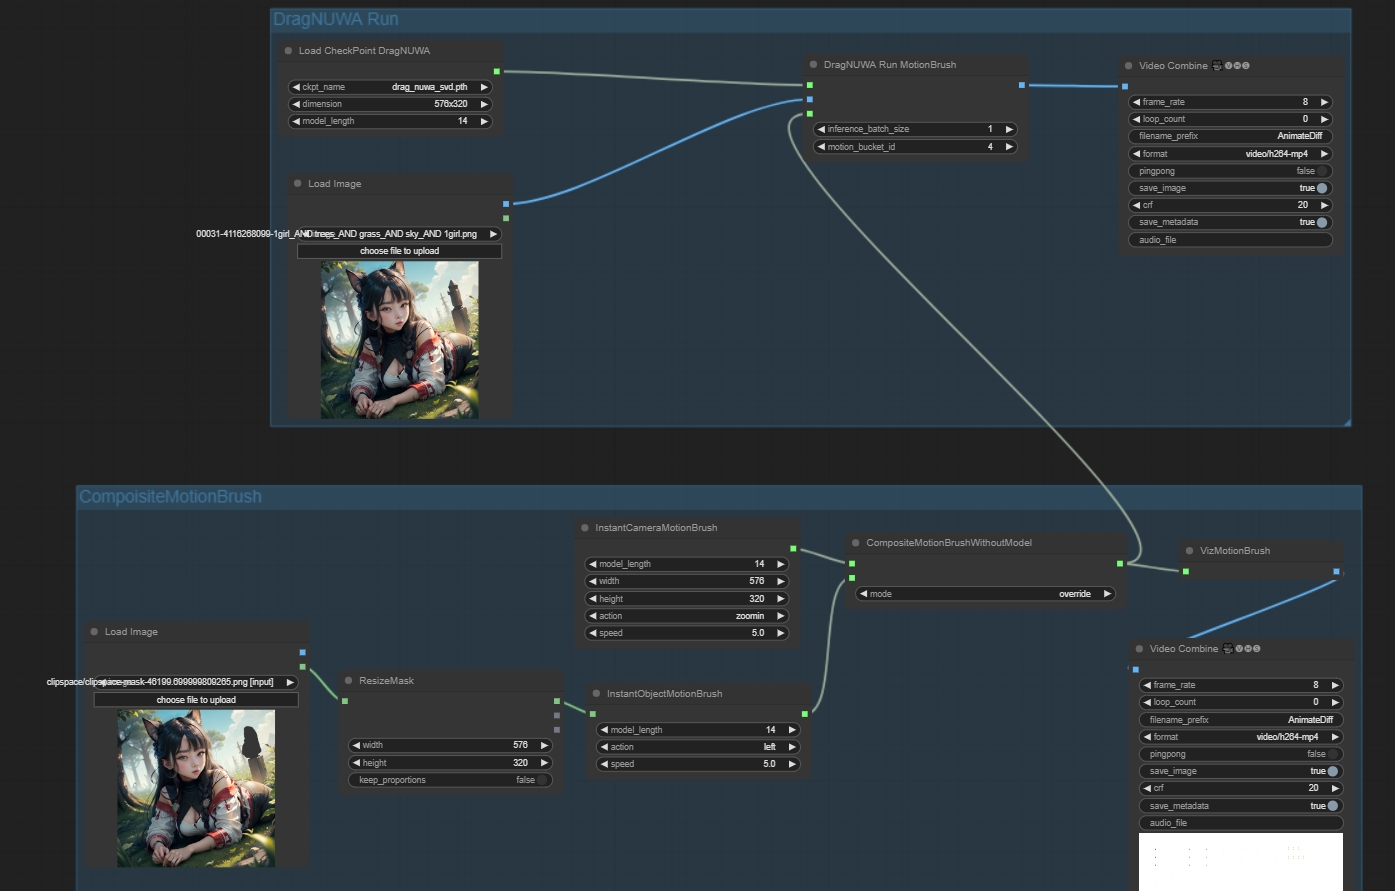 DragNUWA Run
Load CheckPoint DragNUWA
ckpt_name drag_nuwa_svd.pth
dimension 576x320
model_length 14
DragNUWA Run MotionBrush
inference_batch_size 1
motion_bucket_id 4
Video Combine
frame_rate 8
loop_count 0
filename_prefix AnimateDiff
format video/h264-mp4
pingpong false
save_image true
crf 20
save_metadata true
audio_file
Load Image
00031-4116268099-1girl_AND trees_AND grass_AND sky_AND 1girl.png
choose file to upload
CompoisiteMotionBrush
InstantCameraMotionBrush
model_length 14
width 576
height 320
action zoomin
speed 5.0
CompositeMotionBrushWithoutModel
mode override
VizMotionBrush
Load Image
clipspace/clipspace-mask-46199.699999809265.png [input]
choose file to upload
ResizeMask
width 576
height 320
keep_proportions false
InstantObjectMotionBrush
model_length 14
action left
speed 5.0
Video Combine
frame_rate 8
loop_count 0
filename_prefix AnimateDiff
format video/h264-mp4
pingpong false
save_image true
crf 20
save_metadata true
audio_file